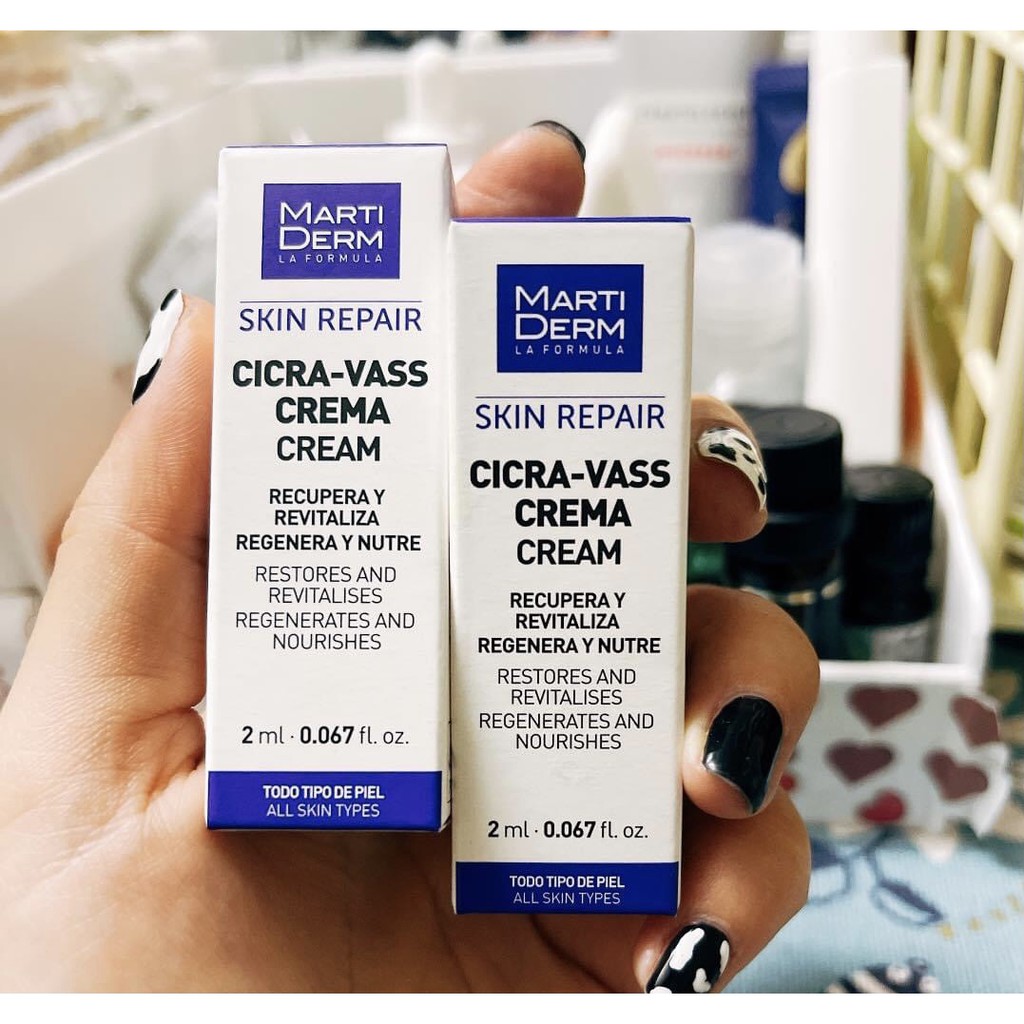 MARTI
DERM
LA FORMULA
SKIN REPAIR
CICRA-VASS
CREMA
CREAM
RECUPERA Y
REVITALIZA
REGENERA Y NUTRE
RESTORES AND
REVITALISES
REGENERATES AND
NOURISHES
2 ml · 0.067 fl. oz.
TODO TIPO DE PIEL
ALL SKIN TYPES
MARTI
DERM
LA FORMULA
SKIN REPAIR
CICRA-VASS
CREMA
CREAM
RECUPERA Y
REVITALIZA
REGENERA Y NUTRE
RESTORES AND
REVITALISES
REGENERATES AND
NOURISHES
2 ml · 0.067 fl. oz.
TODO TIPO DE PIEL
ALL SKIN TYPES